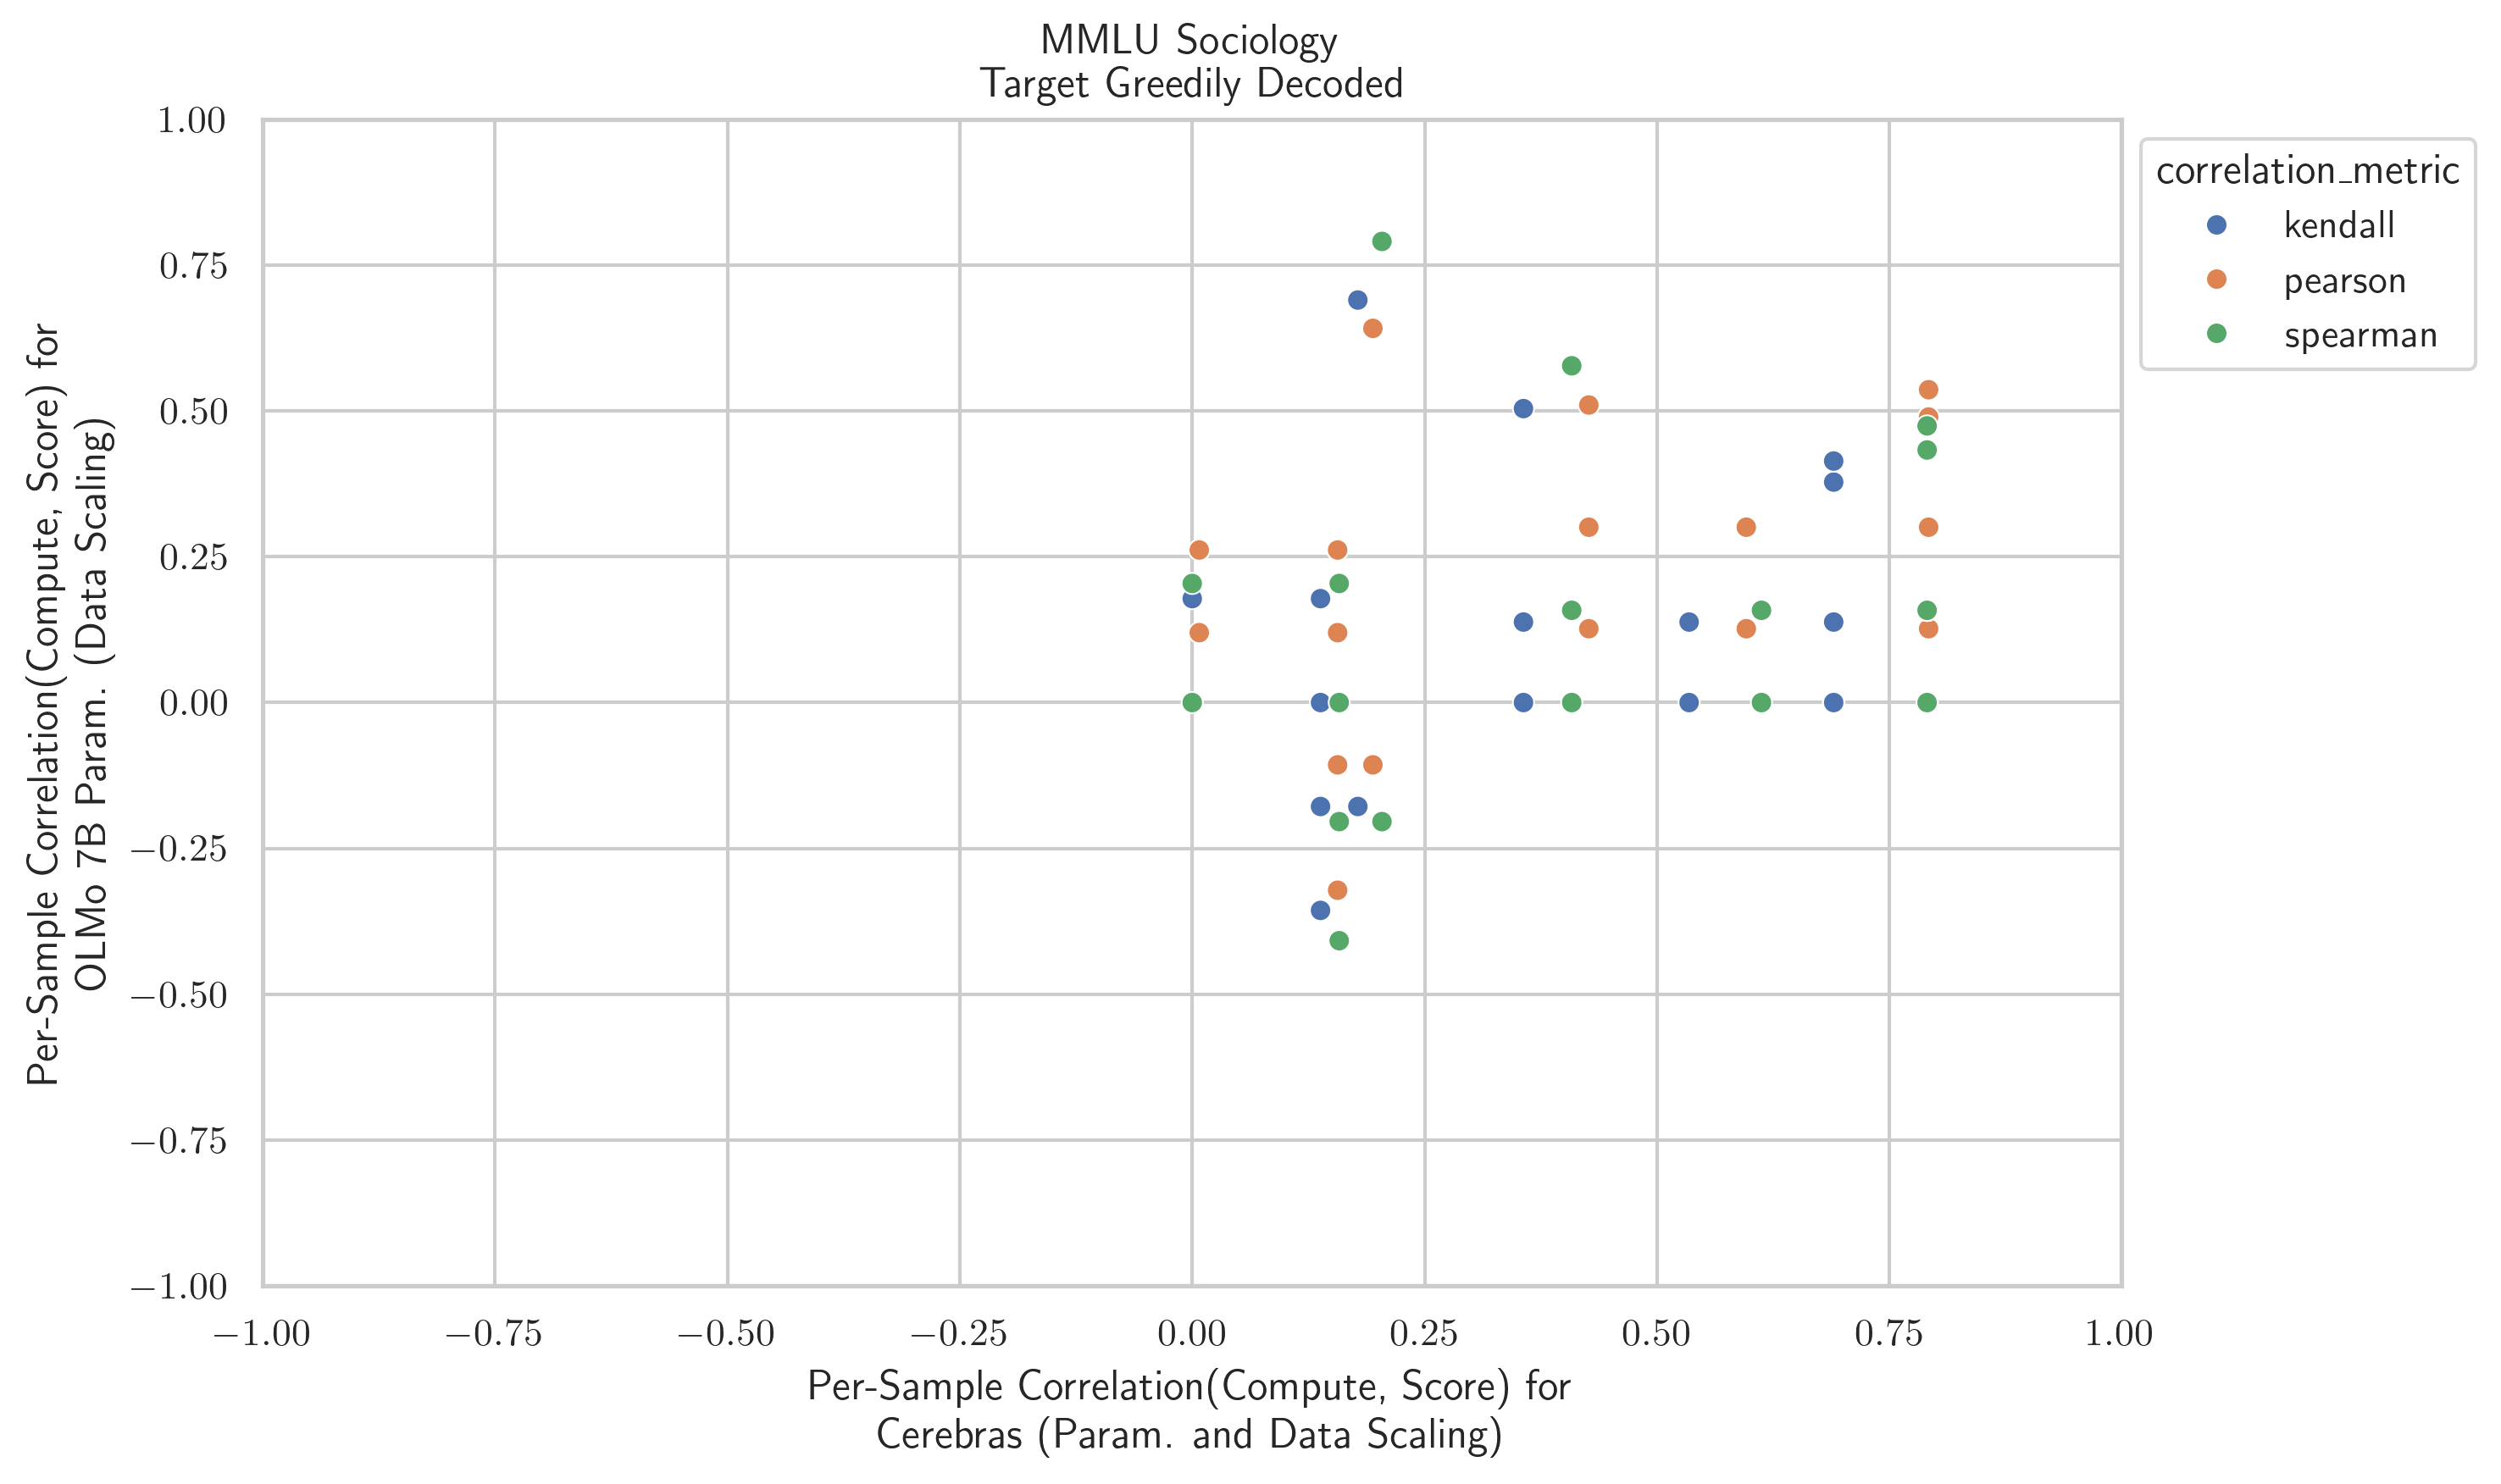 MMLU Sociology
Target Greedily Decoded
1.00
0.75
0.50
0.25
0.00
−0.25
−0.50
−0.75
−1.00
Per-Sample Correlation(Compute, Score) for
OLMo 7B Param. (Data Scaling)
−1.00 −0.75 −0.50 −0.25 0.00 0.25 0.50 0.75 1.00
Per-Sample Correlation(Compute, Score) for
Cerebras (Param. and Data Scaling)
correlation_metric
kendall
pearson
spearman